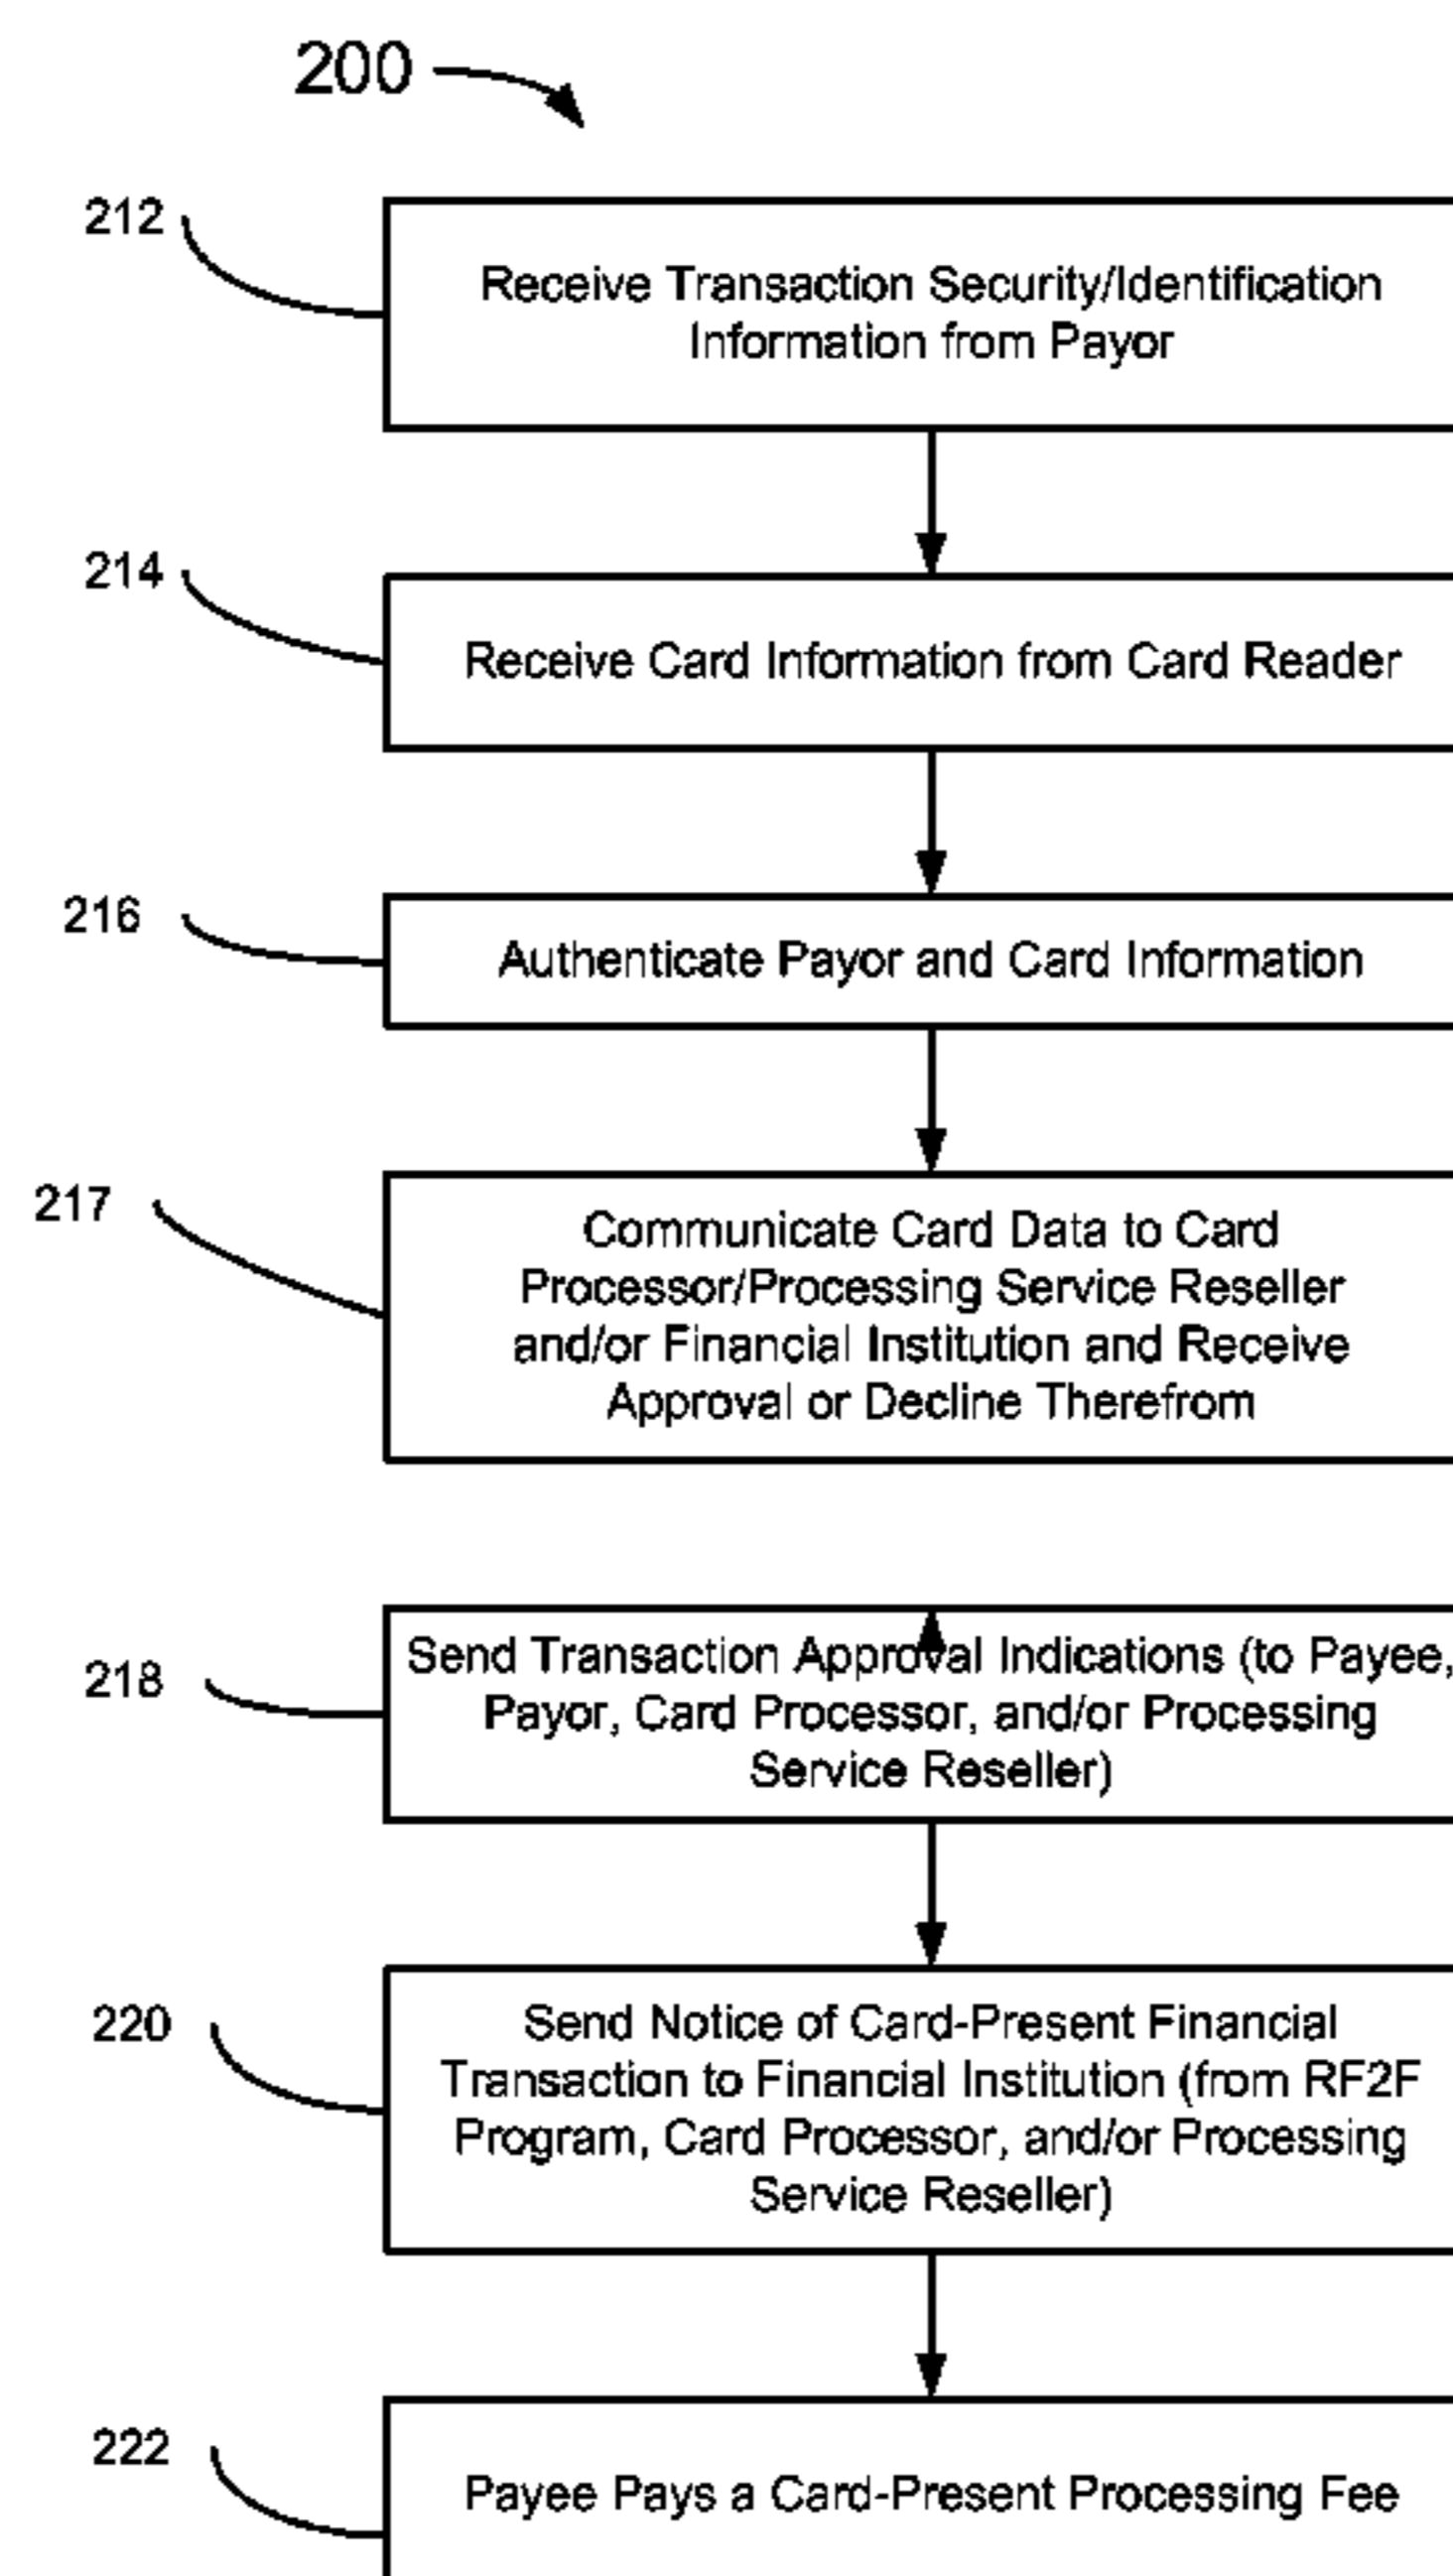 200
212
Receive Transaction Security/Identification
Information from Payor
214
Receive Card Information from Card Reader
216
Authenticate Payor and Card Information
217
Communicate Card Data to Card
Processor/Processing Service Reseller
and/or Financial Institution and Receive
Approval or Decline Therefrom
218
Send Transaction Approval Indications (to Payee,
Payor, Card Processor, and/or Processing
Service Reseller)
220
Send Notice of Card-Present Financial
Transaction to Financial Institution (from RF2F
Program, Card Processor, and/or Processing
Service Reseller)
222
Payee Pays a Card-Present Processing Fee